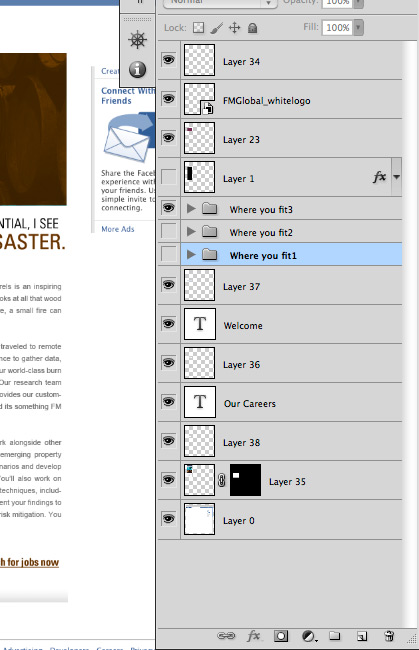 Normal
Opacity:
100%
Lock:
Fill:
100%
Layer 34
FMGlobal_whitelogo
Layer 23
Layer 1
fx
Where you fit3
Where you fit2
Where you fit1
Layer 37
T
Welcome
Layer 36
T
Our Careers
Layer 38
Layer 35
Layer 0
fx
Connect With
Friends
Share the Face
experience with
your friends. Us
simple invite to
connecting.
More Ads
NTIAL, I SEE
SASTER.
rels is an inspiring
oks at all that wood
e, a small fire can
traveled to remote
nce to gather data,
ur world-class burn
Our research team
ovides our custom-
d its something FM
rk alongside other
emerging property
narios and develop
You'll also work on
techniques, includ-
ent your findings to
risk mitigation. You
h for jobs now